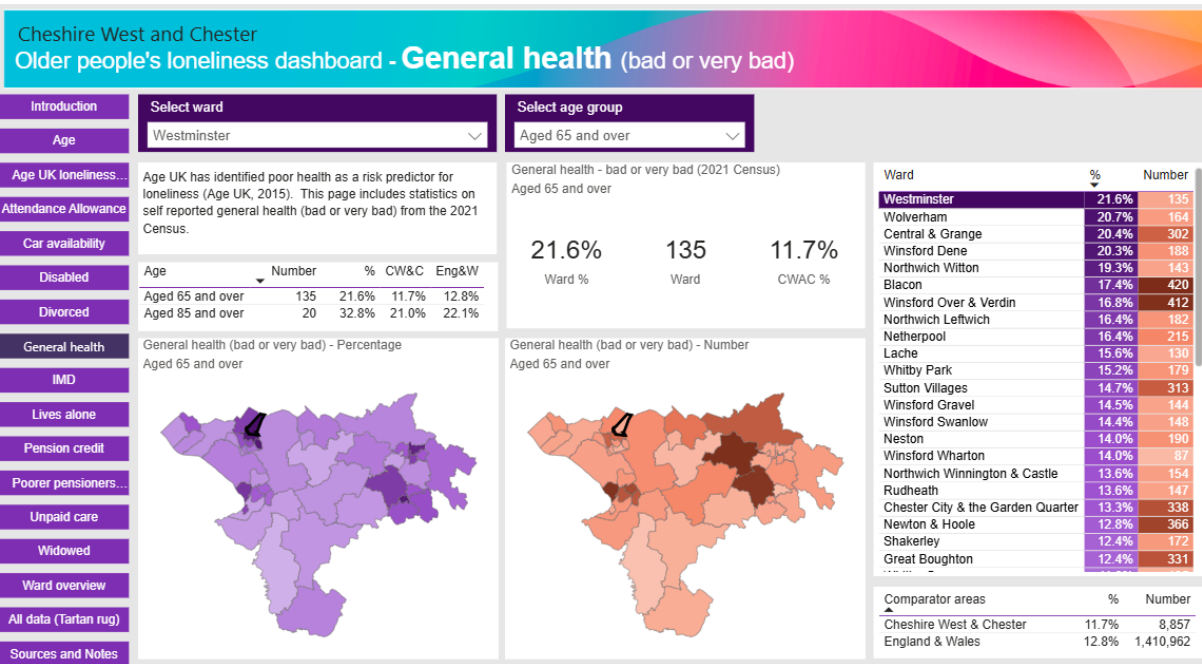 Cheshire West and Chester
Older people's loneliness dashboard - General health (bad or very bad)
Introduction
Age
Age UK loneliness...
Attendance Allowance
Car availability
Disabled
Divorced
General health
IMD
Lives alone
Pension credit
Poorer pensioners...
Unpaid care
Widowed
Ward overview
All data (Tartan rug)
Sources and Notes
Select ward
Westminster
Select age group
Aged 65 and over
Age UK has identified poor health as a risk predictor for
loneliness (Age UK, 2015). This page includes statistics on
self reported general health (bad or very bad) from the 2021
Census.
Age Number % CW&C Eng&W
Aged 65 and over 135 21.6% 11.7% 12.8%
Aged 85 and over 20 32.8% 21.0% 22.1%
General health - bad or very bad (2021 Census)
Aged 65 and over
21.6% 135 11.7%
Ward % Ward CWAC %
General health (bad or very bad) - Percentage
Aged 65 and over
General health (bad or very bad) - Number
Aged 65 and over
Ward % Number
Westminster 21.6% 135
Wolverham 20.7% 164
Central & Grange 20.4% 302
Winsford Dene 20.3% 188
Northwich Witton 19.3% 143
Blacon 17.4% 420
Winsford Over & Verdin 16.8% 412
Northwich Leftwich 16.4% 182
Netherpool 16.4% 215
Lache 15.6% 130
Whitby Park 15.2% 179
Sutton Villages 14.7% 313
Winsford Gravel 14.5% 144
Winsford Swanlow 14.4% 148
Neston 14.0% 190
Winsford Wharton 14.0% 87
Northwich Winnington & Castle 13.6% 154
Rudheath 13.6% 147
Chester City & the Garden Quarter 13.3% 338
Newton & Hoole 12.8% 366
Shakerley 12.4% 172
Great Boughton 12.4% 331
Comparator areas % Number
Cheshire West & Chester 11.7% 8,857
England & Wales 12.8% 1,410,962